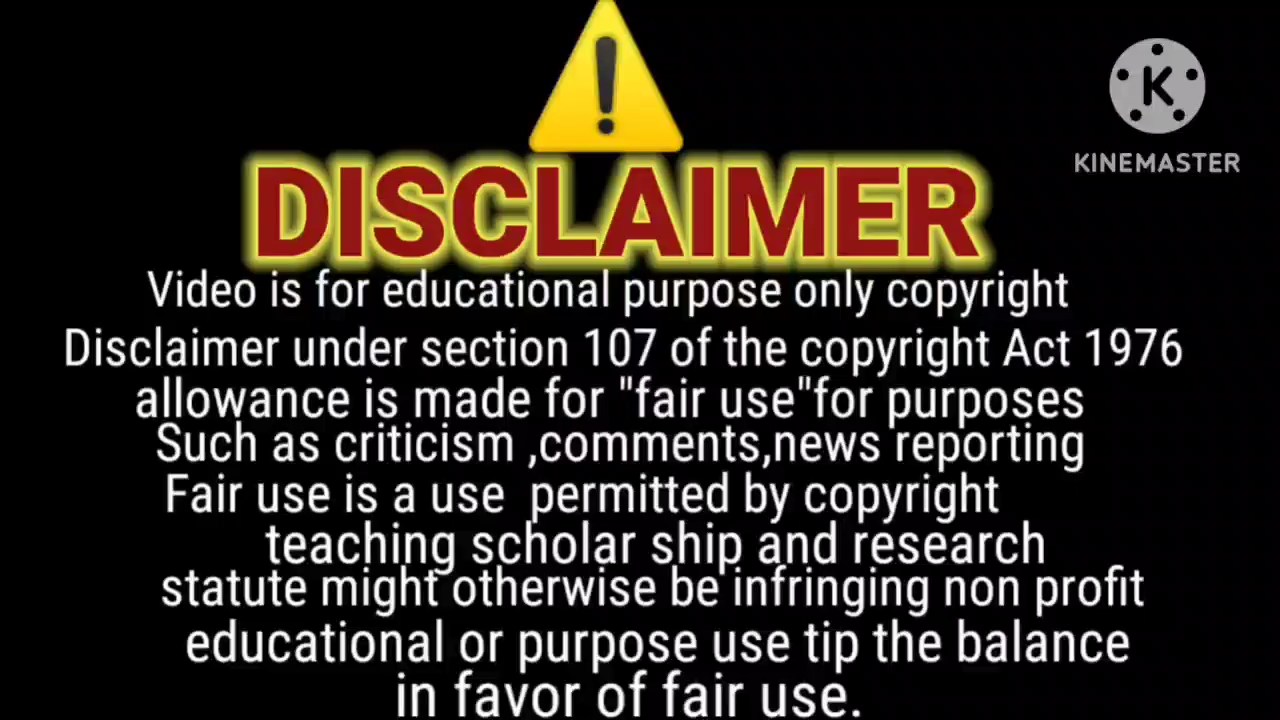 K
KINEMASTER
DISCLAIMER
Video is for educational purpose only copyright
Disclaimer under section 107 of the copyright Act 1976
allowance is made for "fair use"for purposes
Such as criticism ,comments,news reporting
Fair use is a use permitted by copyright
teaching scholar ship and research
statute might otherwise be infringing non profit
educational or purpose use tip the balance
in favor of fair use.